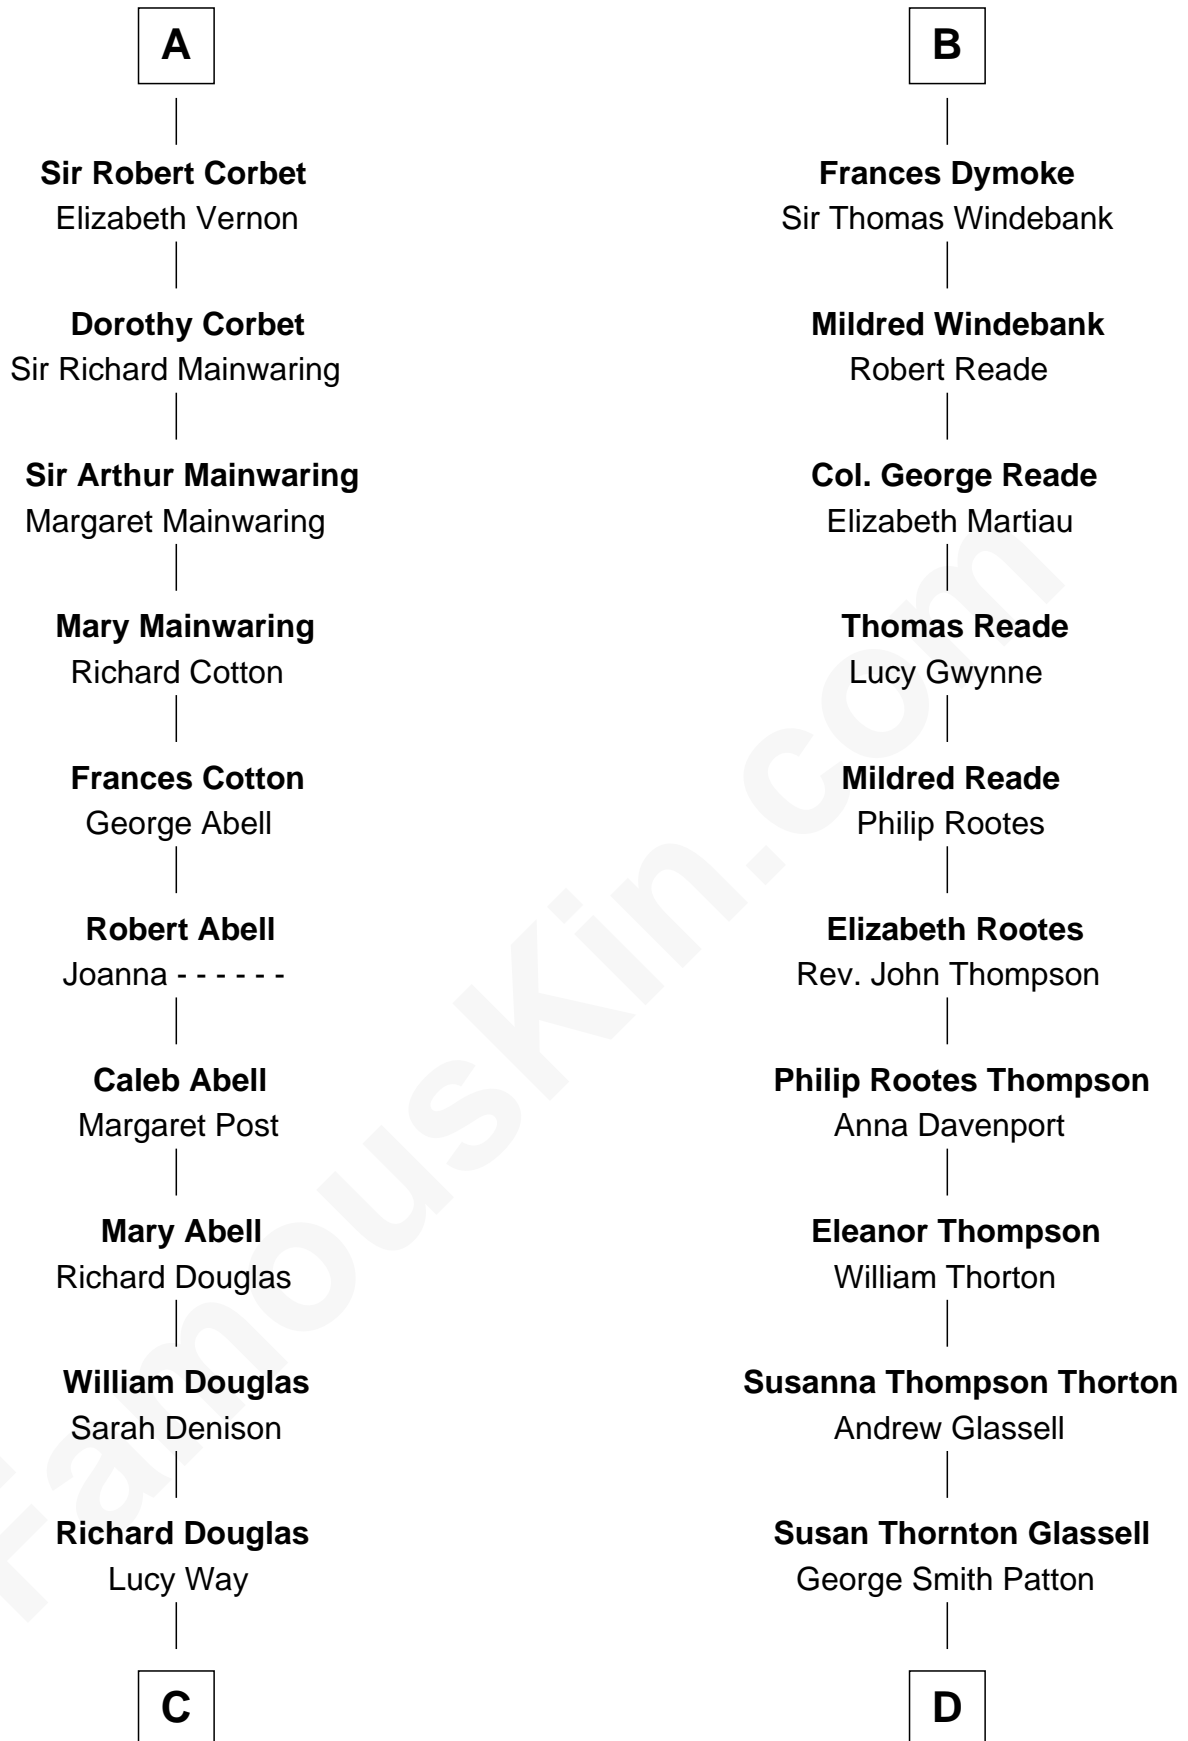 A
Sir Robert Corbet
Elizabeth Vernon
Dorothy Corbet
Sir Richard Mainwaring
Sir Arthur Mainwaring
Margaret Mainwaring
Mary Mainwaring
Richard Cotton
Frances Cotton
George Abell
Robert Abell
Joanna - - - - - -
Caleb Abell
Margaret Post
Mary Abell
Richard Douglas
William Douglas
Sarah Denison
Richard Douglas
Lucy Way
C
B
Frances Dymoke
Sir Thomas Windebank
Mildred Windebank
Robert Reade
Col. George Reade
Elizabeth Martiau
Thomas Reade
Lucy Gwynne
Mildred Reade
Philip Rootes
Elizabeth Rootes
Rev. John Thompson
Philip Rootes Thompson
Anna Davenport
Eleanor Thompson
William Thorton
Susanna Thompson Thorton
Andrew Glassell
Susan Thornton Glassell
George Smith Patton
D
FamousKin.com